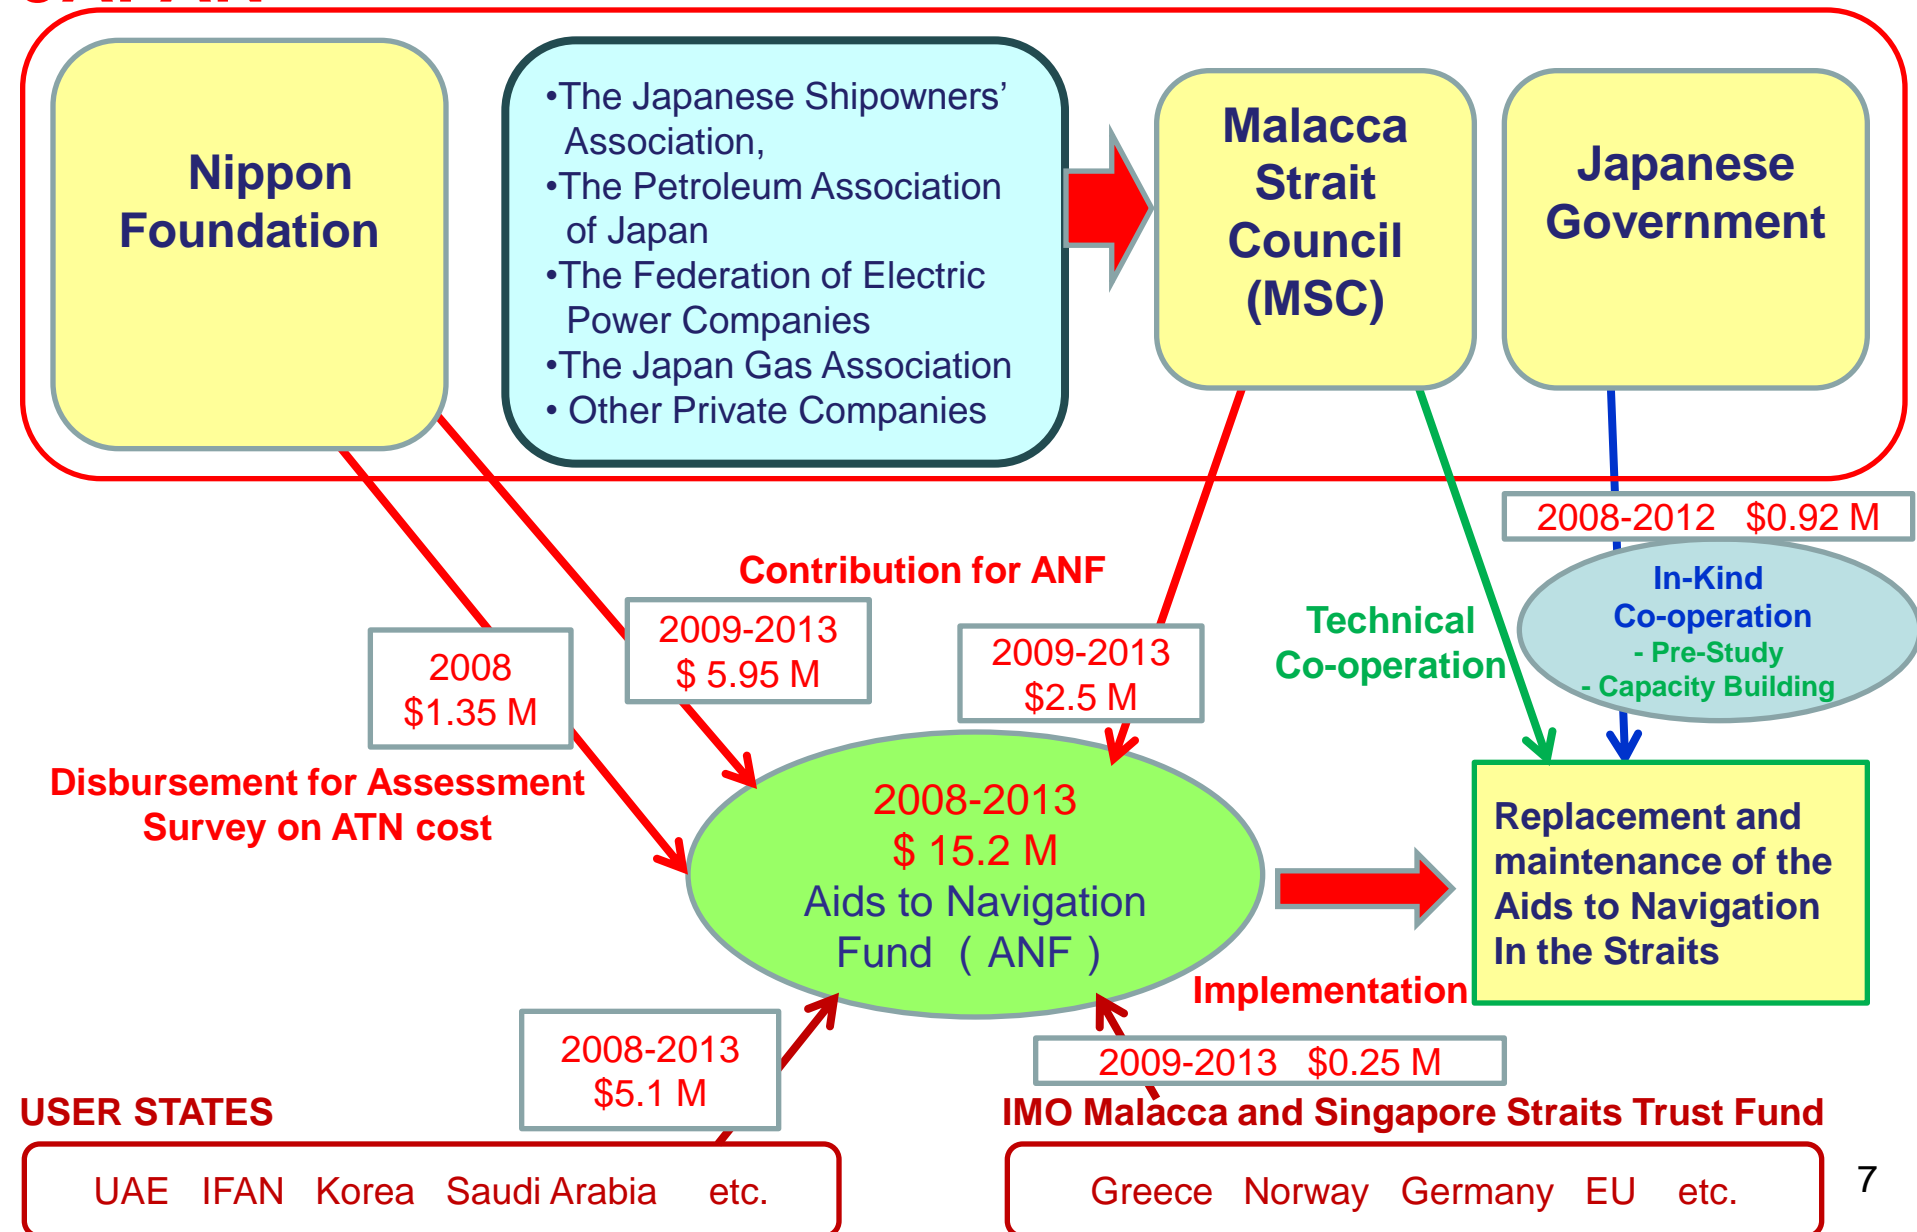 Nippon
Foundation
•The Japanese Shipowners’
Association,
•The Petroleum Association
of Japan
•The Federation of Electric
Power Companies
•The Japan Gas Association
• Other Private Companies
Malacca
Strait
Council
(MSC)
Japanese
Government
2008-2012 $0.92 M
In-Kind
Co-operation
- Pre-Study
- Capacity Building
Contribution for ANF
2009-2013
$ 5.95 M
2008
$1.35 M
2009-2013
$2.5 M
Technical
Co-operation
Disbursement for Assessment
Survey on ATN cost
2008-2013
$ 15.2 M
Aids to Navigation
Fund ( ANF )
Replacement and
maintenance of the
Aids to Navigation
In the Straits
Implementation
2008-2013
$5.1 M
2009-2013 $0.25 M
USER STATES
IMO Malacca and Singapore Straits Trust Fund
UAE IFAN Korea Saudi Arabia etc.
Greece Norway Germany EU etc.
7